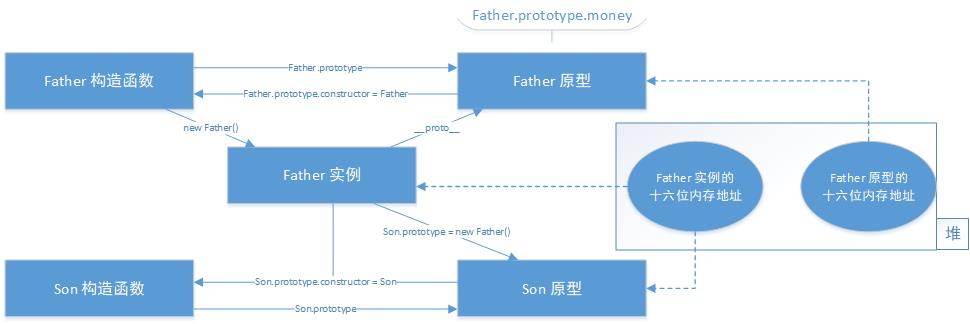 Father.prototype.money
Father 构造函数
Father.prototype
Father 原型
Father.prototype.constructor = Father
new Father()
__proto__
Father 实例
Father 实例的
十六位内存地址
Father 原型的
十六位内存地址
堆
Son.prototype = new Father()
Son 构造函数
Son.prototype.constructor = Son
Son 原型
Son.prototype